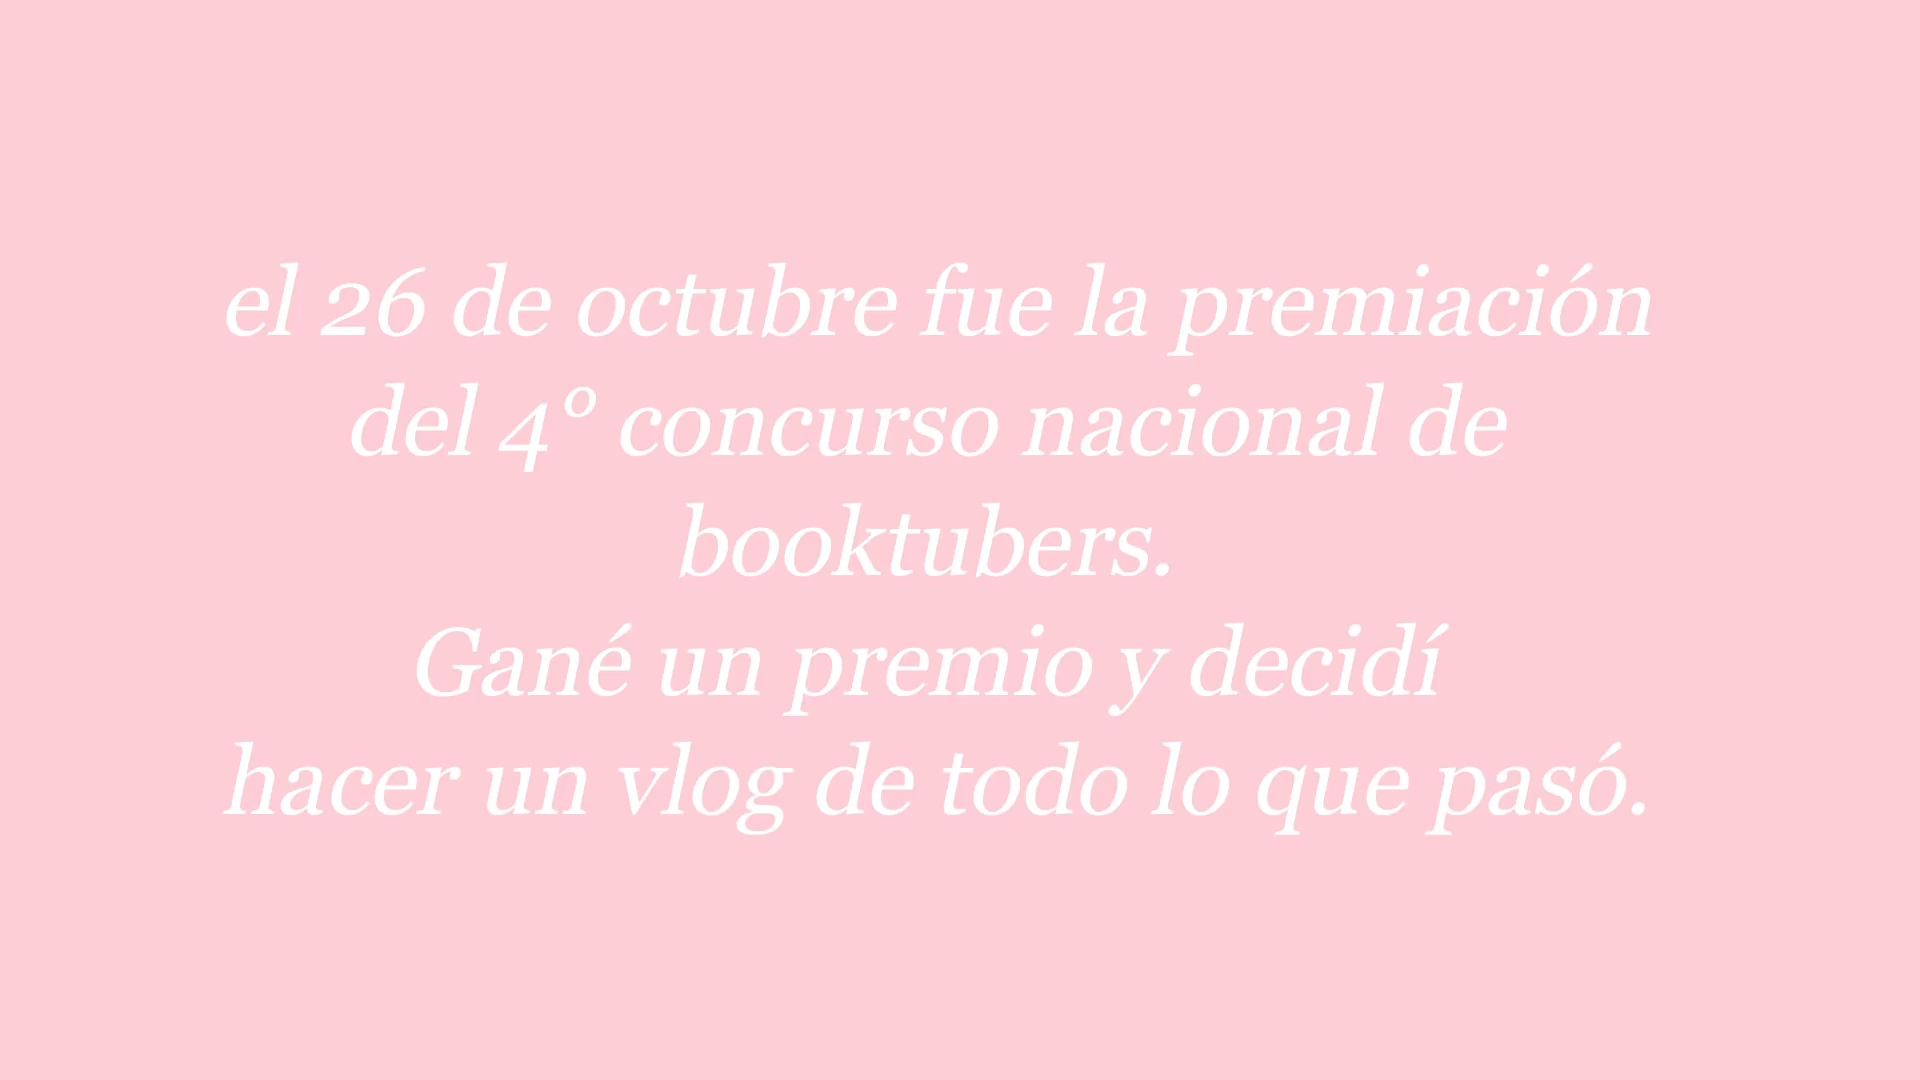 el 26 de octubre fue la premiación
del 4º concurso nacional de
booktubers.
Gané un premio y decidí
hacer un vlog de todo lo que pasó.